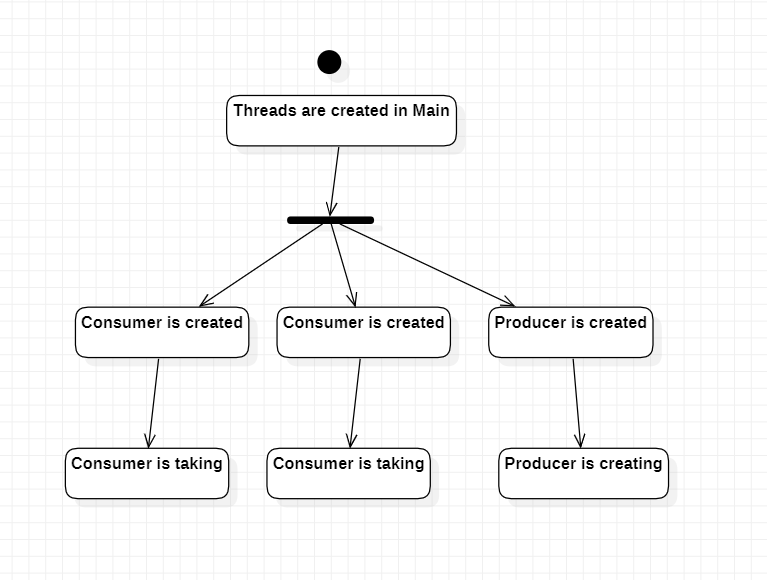 Threads are created in Main
Consumer is created
Consumer is created
Producer is created
Consumer is taking
Consumer is taking
Producer is creating